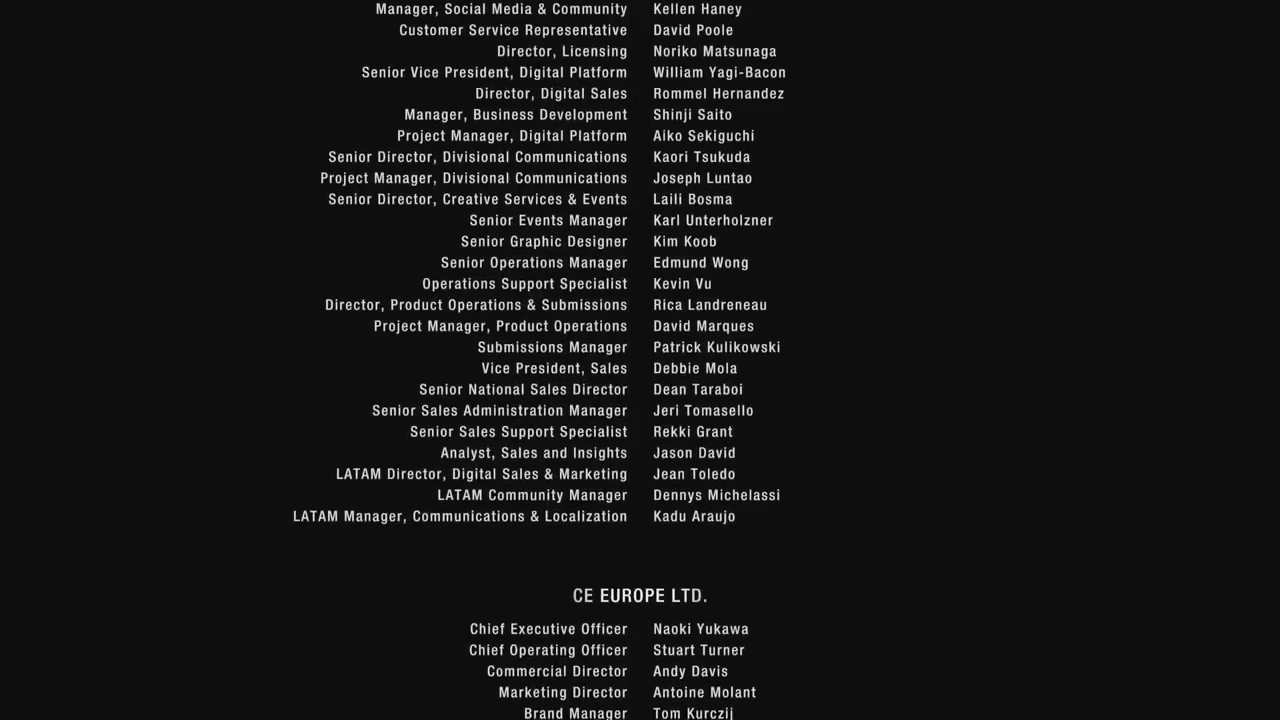 Manager, Social Media & Community Kellen Haney
Customer Service Representative David Poole
Director, Licensing Noriko Matsunaga
Senior Vice President, Digital Platform William Yagi-Bacon
Director, Digital Sales Rommel Hernandez
Manager, Business Development Shinji Saito
Project Manager, Digital Platform Aiko Sekiguchi
Senior Director, Divisional Communications Kaori Tsukuda
Project Manager, Divisional Communications Joseph Luntao
Senior Director, Creative Services & Events Laili Bosma
Senior Events Manager Karl Unterholzner
Senior Graphic Designer Kim Koob
Senior Operations Manager Edmund Wong
Operations Support Specialist Kevin Vu
Director, Product Operations & Submissions Rica Landreneau
Project Manager, Product Operations David Marques
Submissions Manager Patrick Kulikowski
Vice President, Sales Debbie Mola
Senior National Sales Director Dean Taraboi
Senior Sales Administration Manager Jeri Tomasello
Senior Sales Support Specialist Rekki Grant
Analyst, Sales and Insights Jason David
LATAM Director, Digital Sales & Marketing Jean Toledo
LATAM Community Manager Dennys Michelassi
LATAM Manager, Communications & Localization Kadu Araujo
CE EUROPE LTD.
Chief Executive Officer Naoki Yukawa
Chief Operating Officer Stuart Turner
Commercial Director Andy Davis
Marketing Director Antoine Molant
Brand Manager Tom Kurczij